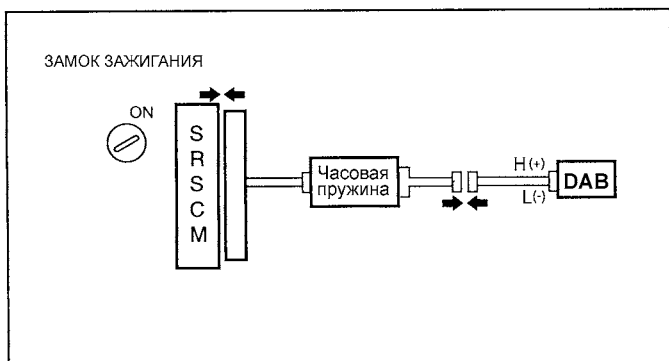 ЗАМОК ЗАЖИГАНИЯ
ON
S
R
S
C
M
Часовая
пружина
H (+)
L(-)
DAB